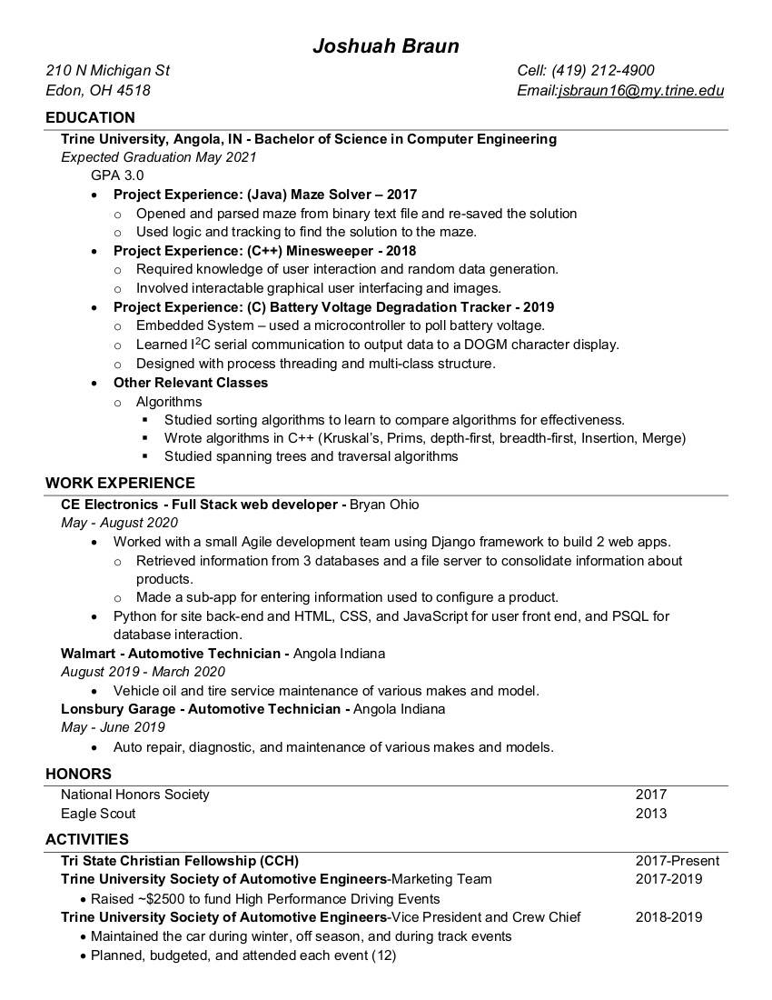 Joshuah Braun
210 N Michigan St Cell: (419) 212-4900
Edon, OH 4518 Email:jsbraun16@my.trine.edu
EDUCATION
Trine University, Angola, IN - Bachelor of Science in Computer Engineering
Expected Graduation May 2021
GPA 3.0
• Project Experience: (Java) Maze Solver – 2017
o Opened and parsed maze from binary text file and re-saved the solution
o Used logic and tracking to find the solution to the maze.
• Project Experience: (C++) Minesweeper - 2018
o Required knowledge of user interaction and random data generation.
o Involved interactable graphical user interfacing and images.
• Project Experience: (C) Battery Voltage Degradation Tracker - 2019
o Embedded System – used a microcontroller to poll battery voltage.
o Learned I2C serial communication to output data to a DOGM character display.
o Designed with process threading and multi-class structure.
• Other Relevant Classes
o Algorithms
▪ Studied sorting algorithms to learn to compare algorithms for effectiveness.
▪ Wrote algorithms in C++ (Kruskal’s, Prims, depth-first, breadth-first, Insertion, Merge)
▪ Studied spanning trees and traversal algorithms
WORK EXPERIENCE
CE Electronics - Full Stack web developer - Bryan Ohio
May - August 2020
• Worked with a small Agile development team using Django framework to build 2 web apps.
o Retrieved information from 3 databases and a file server to consolidate information about
products.
o Made a sub-app for entering information used to configure a product.
• Python for site back-end and HTML, CSS, and JavaScript for user front end, and PSQL for
database interaction.
Walmart - Automotive Technician - Angola Indiana
August 2019 - March 2020
• Vehicle oil and tire service maintenance of various makes and model.
Lonsbury Garage - Automotive Technician - Angola Indiana
May - June 2019
• Auto repair, diagnostic, and maintenance of various makes and models.
HONORS
National Honors Society 2017
Eagle Scout 2013
ACTIVITIES
Tri State Christian Fellowship (CCH) 2017-Present
Trine University Society of Automotive Engineers-Marketing Team 2017-2019
• Raised ~$2500 to fund High Performance Driving Events
Trine University Society of Automotive Engineers-Vice President and Crew Chief 2018-2019
• Maintained the car during winter, off season, and during track events
• Planned, budgeted, and attended each event (12)